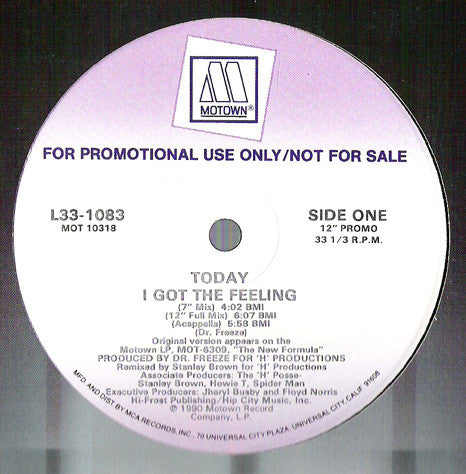 MOTOWN®
FOR PROMOTIONAL USE ONLY/NOT FOR SALE
L33-1083
MOT 10318
SIDE ONE
12" PROMO
33 1/3 R.P.M.
TODAY
I GOT THE FEELING
(7" Mix) 4:02 BMI
(12" Full Mix) 6:07 BMI
(Acappella) 5:58 BMI
(Dr. Freeze)
Original version appears on the
Motown LP, MOT-6309, "The New Formula"
PRODUCED BY DR. FREEZE FOR 'H' PRODUCTIONS
Remixed by Stanley Brown for 'H' Productions
Associate Producers: The 'H' Posse-
Stanley Brown, Howie T, Spider Man
Executive Producers: Jheryl Busby and Floyd Norris
Hi-Frost Publishing/Hip City Music, Inc.
℗ © 1990 Motown Record
Company, L.P.
MFD AND DIST BY MCA RECORDS, INC., 70 UNIVERSAL CITY PLAZA, UNIVERSAL CITY, CALIF. 91608